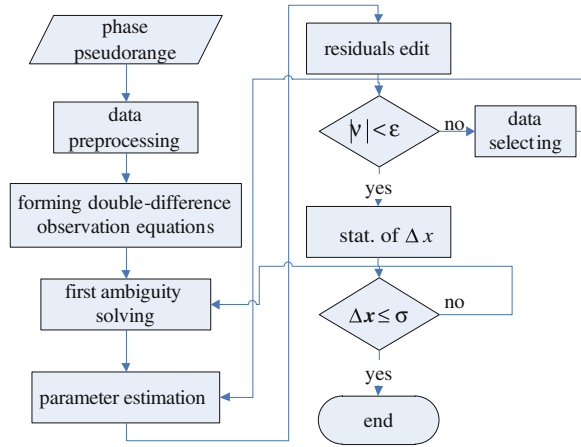 phase
pseudorange
data
preprocessing
forming double-difference
observation equations
first ambiguity
solving
parameter estimation
residuals edit
|v| < ε
no
data
selecting
yes
stat. of Δx
Δx ≤ σ
no
yes
end